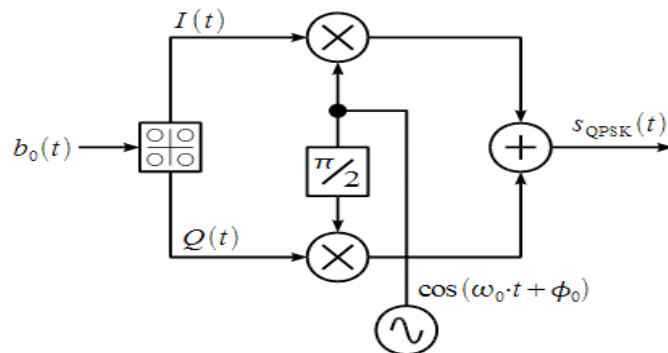 I(t)
b₀(t)
s_QPSK(t)
π/2
Q(t)
cos(ω₀·t+ϕ₀)